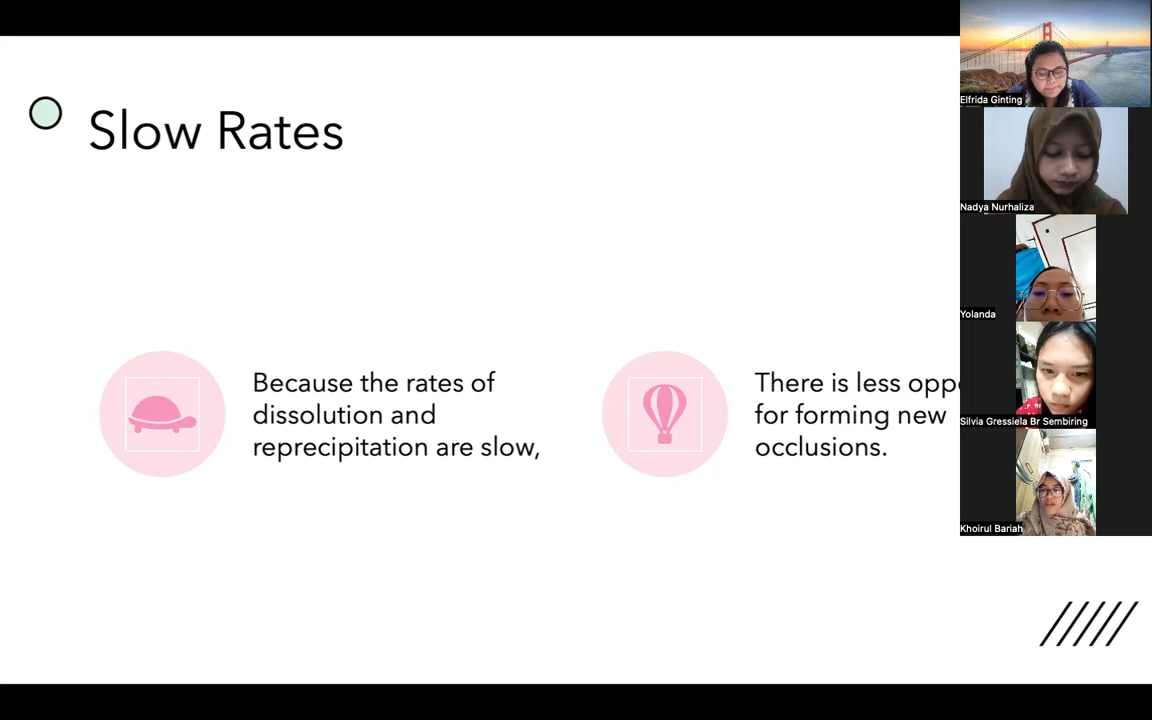 Slow Rates
Because the rates of
dissolution and
reprecipitation are slow,
There is less
for forming new
occlusions.
Elfrida Ginting
Nadya Nurhaliza
Yolanda
Silvia Gressiela Br Sembiring
Khoirul Bariah